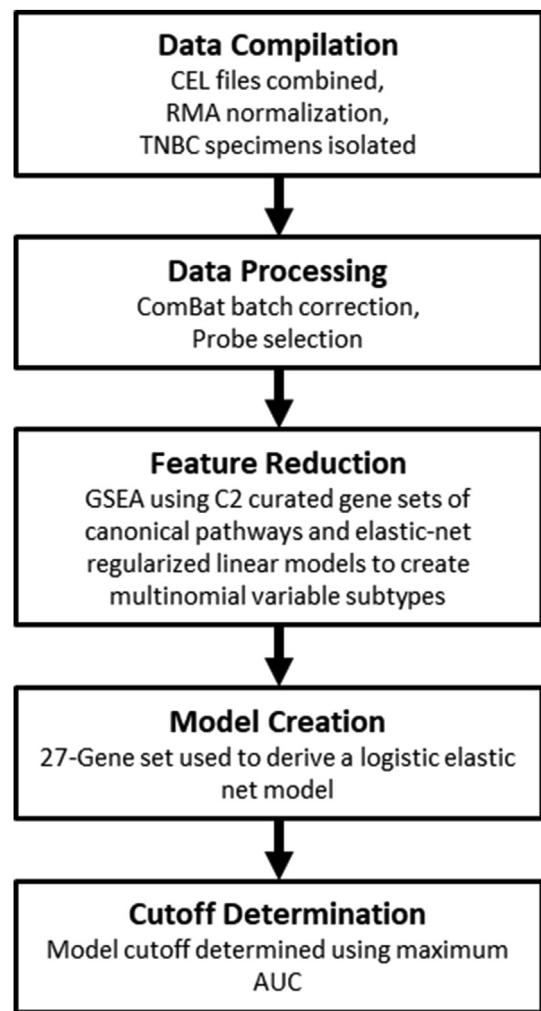 Data Compilation
CEL files combined,
RMA normalization,
TNBC specimens isolated
Data Processing
ComBat batch correction,
Probe selection
Feature Reduction
GSEA using C2 curated gene sets of
canonical pathways and elastic-net
regularized linear models to create
multinomial variable subtypes
Model Creation
27-Gene set used to derive a logistic elastic
net model
Cutoff Determination
Model cutoff determined using maximum
AUC